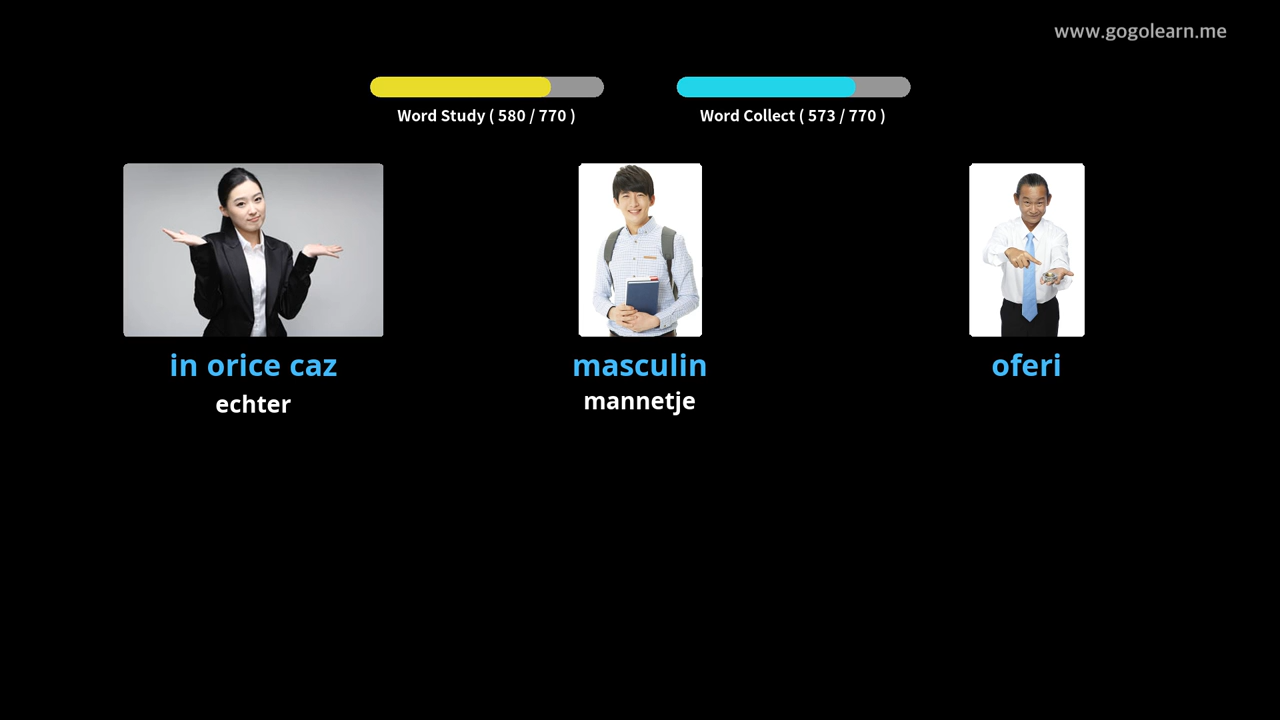 www.gogolearn.me
Word Study ( 580 / 770 )
Word Collect ( 573 / 770 )
in orice caz
masculin
oferi
echter
mannetje